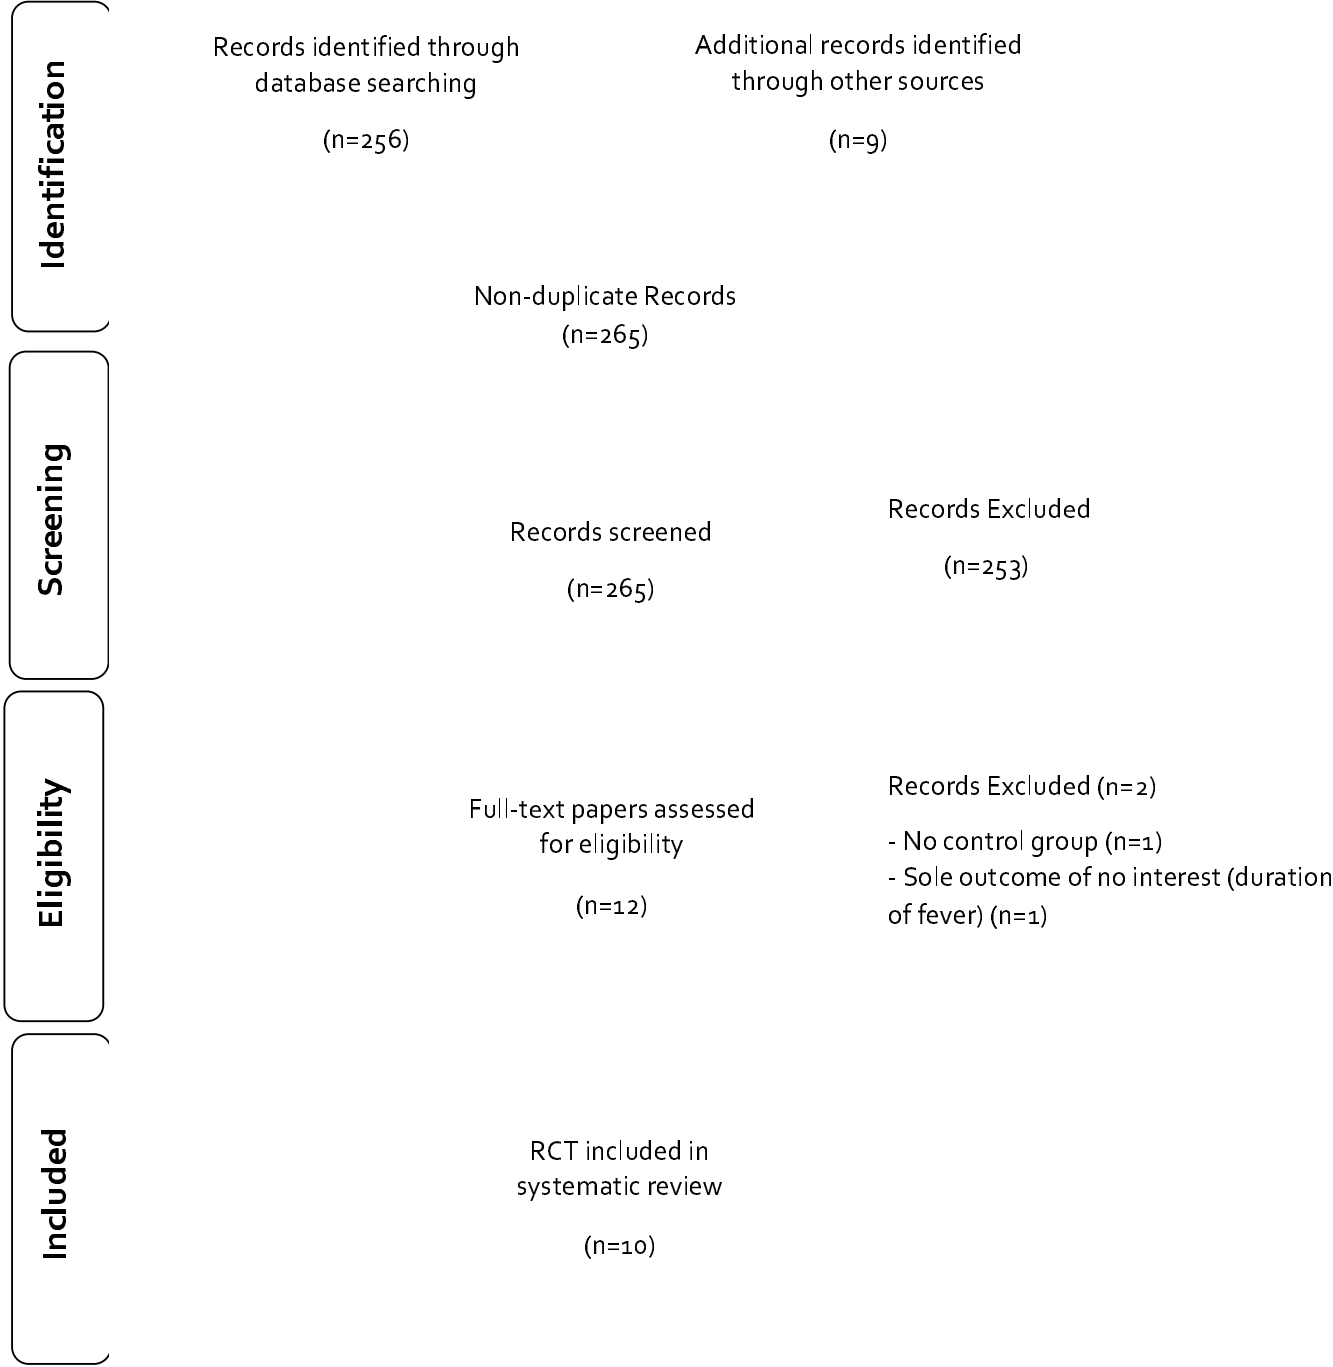 Identification
Records identified through
database searching
(n=256)
Additional records identified
through other sources
(n=9)
Non-duplicate Records
(n=265)
Screening
Records screened
(n=265)
Records Excluded
(n=253)
Eligibility
Full-text papers assessed
for eligibility
(n=12)
Records Excluded (n=2)
- No control group (n=1)
- Sole outcome of no interest (duration
of fever) (n=1)
Included
RCT included in
systematic review
(n=10)